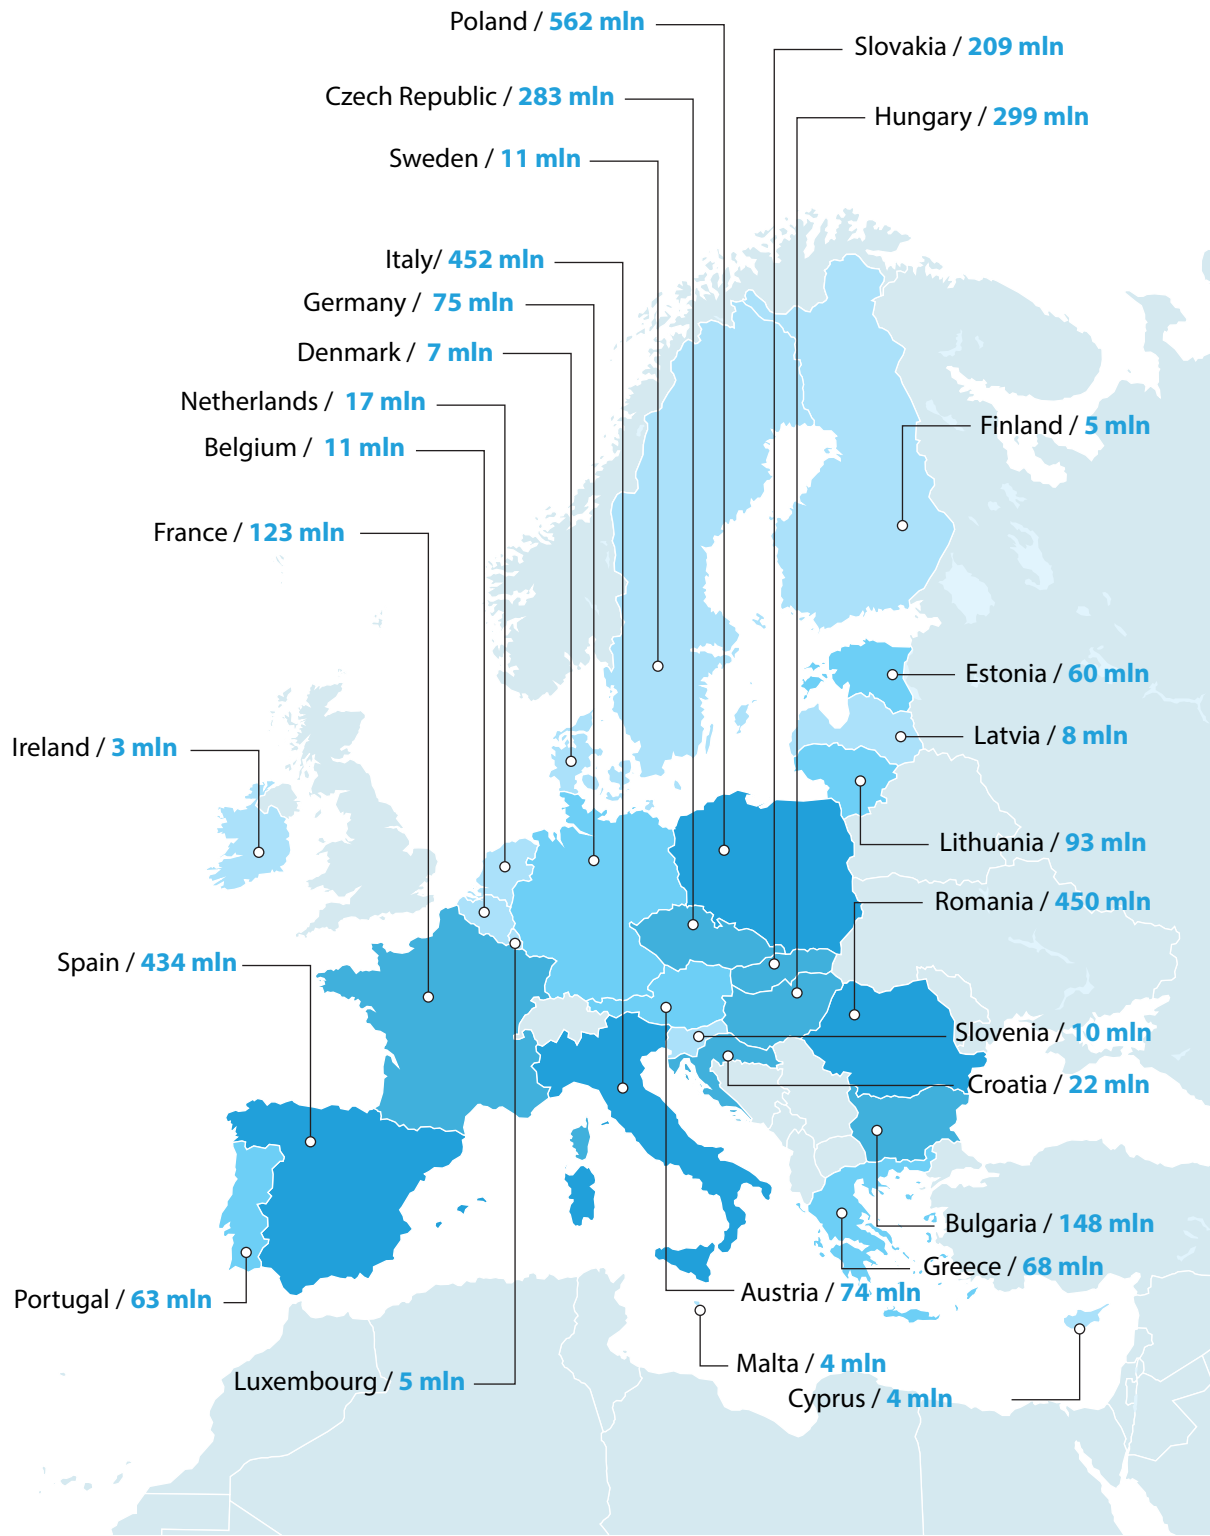 Poland / 562 mln
Slovakia / 209 mln
Czech Republic / 283 mln
Hungary / 299 mln
Sweden / 11 mln
Italy/ 452 mln
Germany / 75 mln
Denmark / 7 mln
Netherlands / 17 mln
Finland / 5 mln
Belgium / 11 mln
France / 123 mln
Estonia / 60 mln
Latvia / 8 mln
Ireland / 3 mln
Lithuania / 93 mln
Romania / 450 mln
Spain / 434 mln
Slovenia / 10 mln
Croatia / 22 mln
Bulgaria / 148 mln
Greece / 68 mln
Austria / 74 mln
Portugal / 63 mln
Malta / 4 mln
Luxembourg / 5 mln
Cyprus / 4 mln